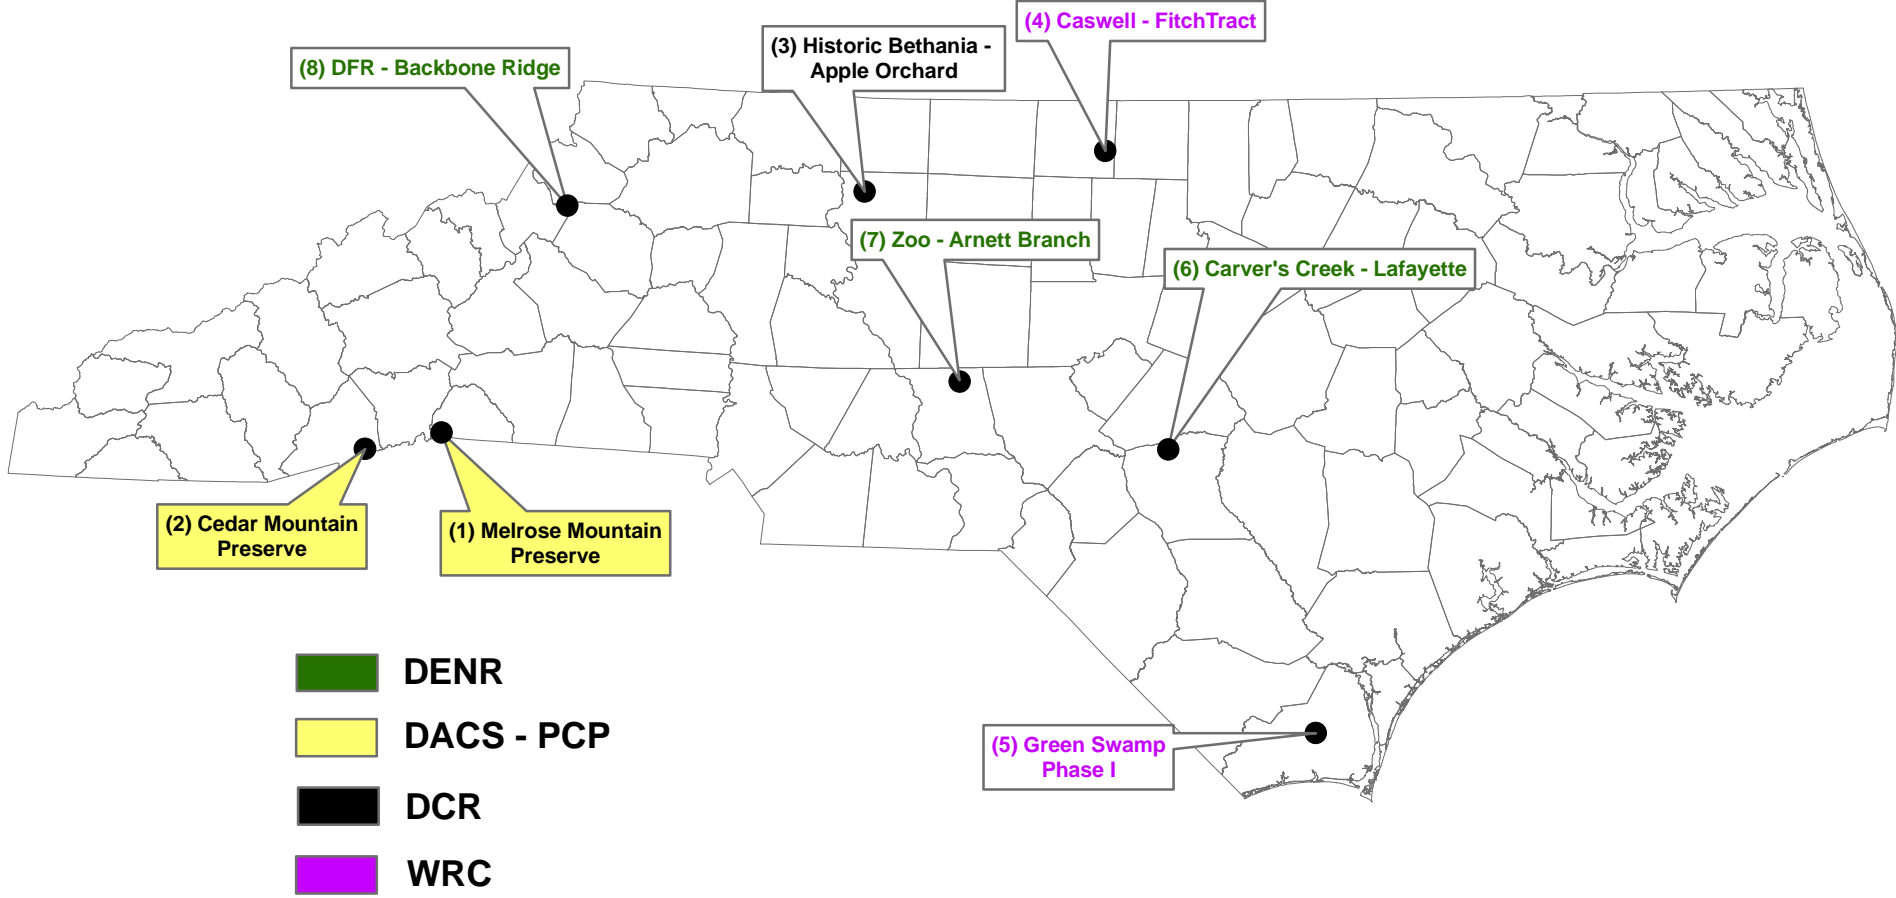 (4) Caswell - FitchTract
(3) Historic Bethania -
Apple Orchard
(8) DFR - Backbone Ridge
(7) Zoo - Arnett Branch
(6) Carver's Creek - Lafayette
(2) Cedar Mountain
Preserve
(1) Melrose Mountain
Preserve
(5) Green Swamp
Phase I
DENR
DACS - PCP
DCR
WRC